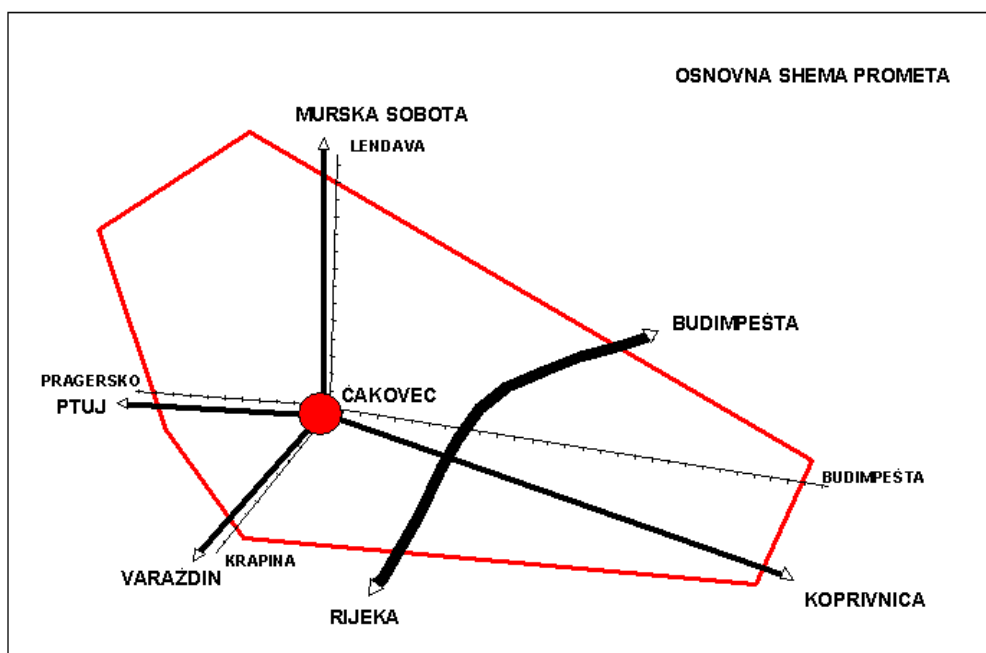 OSNOVNA SHEMA PROMETA
MURSKA SOBOTA
LENDAVA
BUDIMPEŠTA
PRAGERSKO
ČAKOVEC
PTUJ
BUDIMPEŠTA
KRAPINA
VARAŽDIN
RIJEKA
KOPRIVNICA